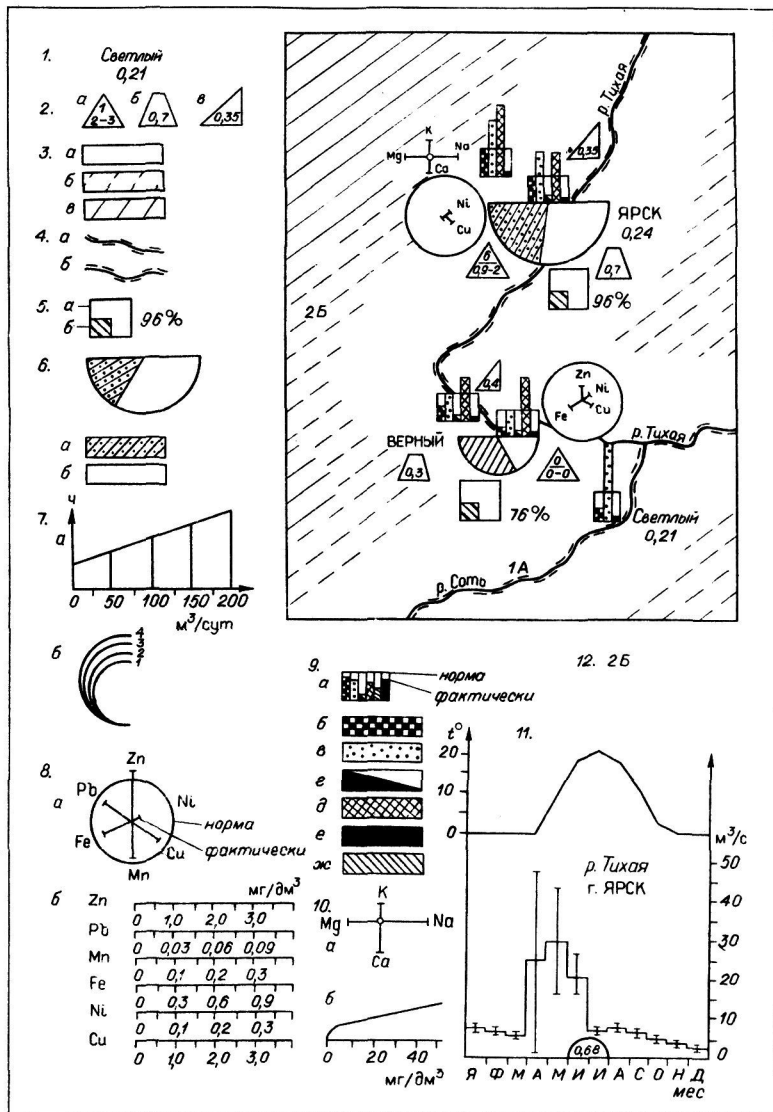 1. Светлый
0,21
2. а 1 2-3 б 0,7 в 0,35
3. а
б
в
4. а
б
5. а
б
96%
6.
а
б
7. ч
а
0 50 100 150 200
м³/сут
б 4
3
2
1
8. Zn
а Pb Ni
норма
Fe Cu
фактически
Mn
б Zn мг/дм³
0 1,0 2,0 3,0
Pb
0 0,03 0,06 0,09
Mn
0 0,1 0,2 0,3
Fe
0 0,3 0,6 0,9
Ni
0 0,1 0,2 0,3
Cu
0 1,0 2,0 3,0
р. Тихая
K
Mg Na
Ca
0,35
Ni
Cu
ЯРСК
0,24
6 0,9-2
0,7
96%
2Б
0,4
Zn
Ni
Fe Cu
ВЕРНЫЙ
0,3
0 0-0
р. Тихая
76%
Светлый
0,21
р. Соть
1А
9.
а
норма
фактически
б
в
г
д
е
ж
10. K
Mg Na
а
Ca
б
0 20 40
мг/дм³
12. 2Б
t° 11.
20
10
0
м³/с
р. Тихая
г. ЯРСК
50
40
30
20
10
0
0,68
Я Ф М А М И И А С О Н Д
мес